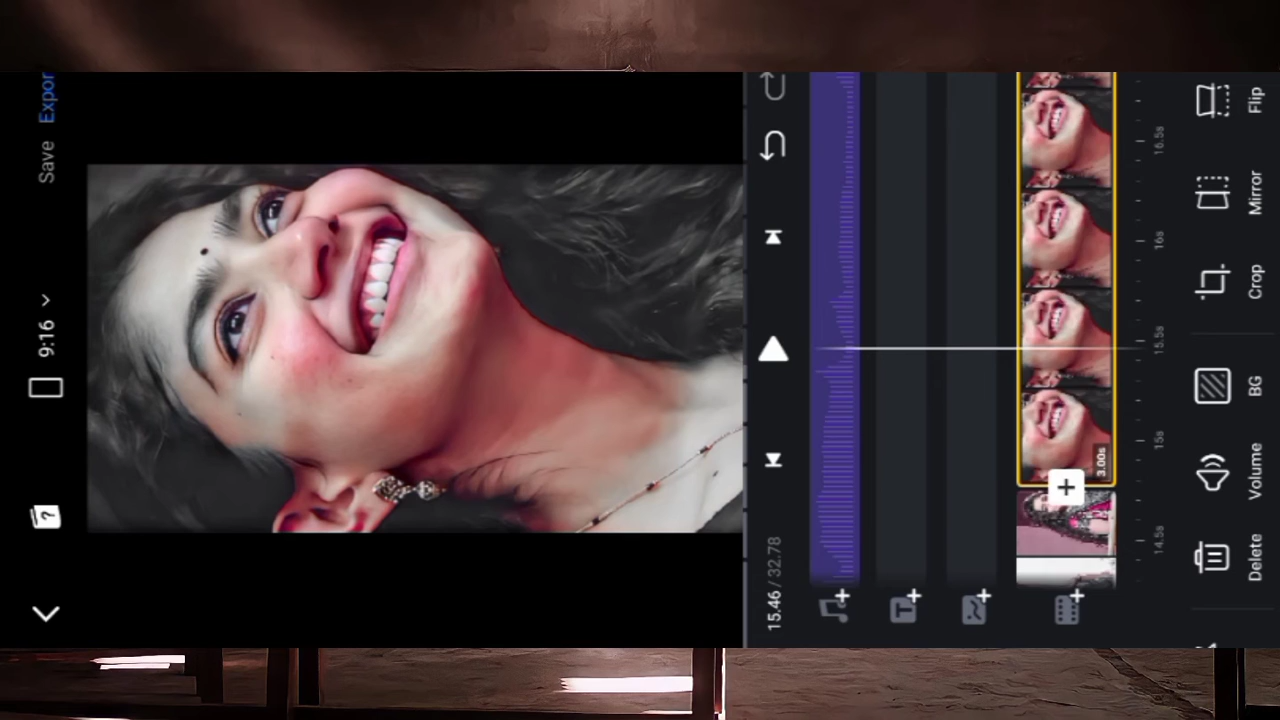 9:16 Save Expor
15.46 / 32.78
3.00s
14.5s 15s 15.5s 16s 16.5s
Delete Volume BG Crop Mirror Flip